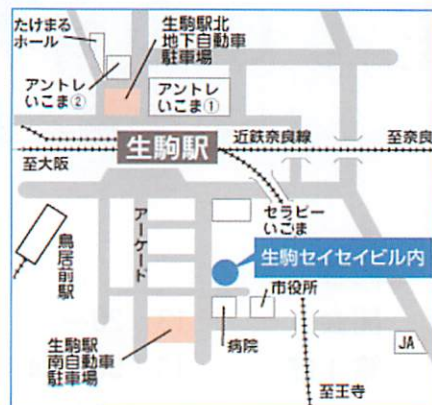 たけまる
ホール
生駒駅北
地下自動車
駐車場
アントレ
いこま②
アントレ
いこま①
生駒駅
近鉄奈良線
至奈良
至大阪
セラビー
いこま
アーケード
鳥居前駅
生駒セイセイビル内
市役所
病院
生駒駅
南自動車
駐車場
JA
至王寺